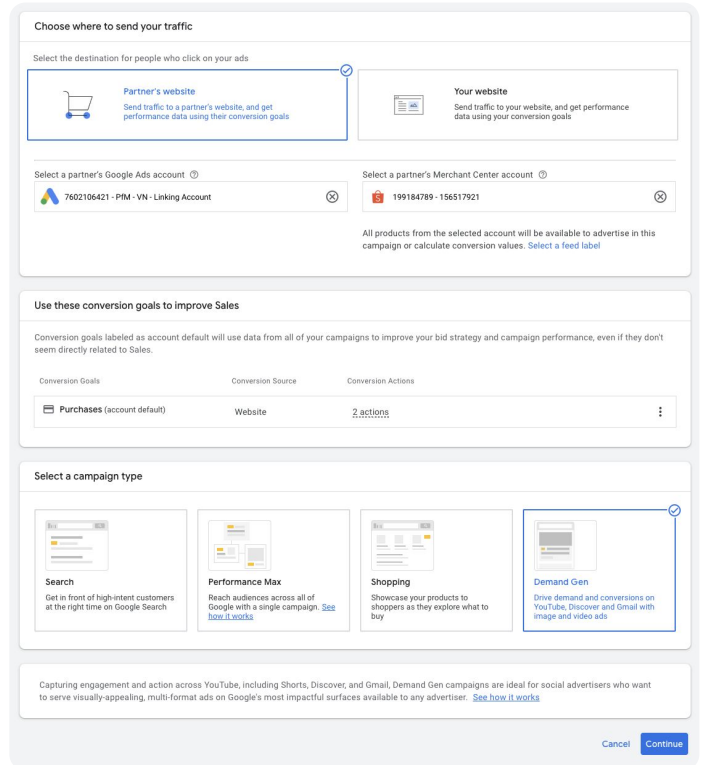 Choose where to send your traffic
Select the destination for people who click on your ads
Partner's website
Send traffic to a partner's website, and get
performance data using their conversion goals
Your website
Send traffic to your website, and get performance
data using your conversion goals
Select a partner's Google Ads account
7602106421 - PfM - VN - Linking Account
Select a partner's Merchant Center account
199184789 - 156517921
All products from the selected account will be available to advertise in this
campaign or calculate conversion values. Select a feed label
Use these conversion goals to improve Sales
Conversion goals labeled as account default will use data from all of your campaigns to improve your bid strategy and campaign performance, even if they don't
seem directly related to Sales.
Conversion Goals
Conversion Source
Conversion Actions
Purchases (account default)
Website
2 actions
Select a campaign type
Search
Get in front of high-intent customers
at the right time on Google Search
Performance Max
Reach audiences across all of
Google with a single campaign. See
how it works
Shopping
Showcase your products to
shoppers as they explore what to
buy
Demand Gen
Drive demand and conversions on
YouTube, Discover and Gmail with
image and video ads
Capturing engagement and action across YouTube, including Shorts, Discover, and Gmail, Demand Gen campaigns are ideal for social advertisers who want
to serve visually-appealing, multi-format ads on Google's most impactful surfaces available to any advertiser. See how it works
Cancel
Continue